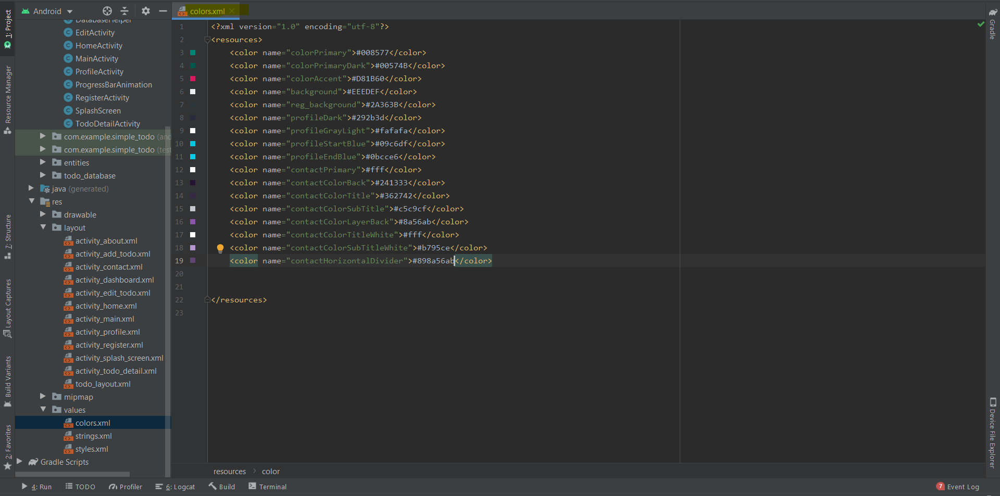 Android
colors.xml
1: Project
Resource Manager
7: Structure
Layout Captures
Build Variants
2: Favorites
DatabaseHelper
EditActivity
HomeActivity
MainActivity
ProfileActivity
ProgressBarAnimation
RegisterActivity
SplashScreen
TodoDetailActivity
com.example.simple_todo (and
com.example.simple_todo (test
entities
todo_database
java (generated)
res
drawable
layout
activity_about.xml
activity_add_todo.xml
activity_contact.xml
activity_dashboard.xml
activity_edit_todo.xml
activity_home.xml
activity_main.xml
activity_profile.xml
activity_register.xml
activity_splash_screen.xml
activity_todo_detail.xml
todo_layout.xml
mipmap
values
colors.xml
strings.xml
styles.xml
Gradle Scripts
1 <?xml version="1.0" encoding="utf-8"?>
2 <resources>
3 <color name="colorPrimary">#008577</color>
4 <color name="colorPrimaryDark">#00574B</color>
5 <color name="colorAccent">#D81B60</color>
6 <color name="background">#EEEDEF</color>
7 <color name="reg_background">#2A363B</color>
8 <color name="profileDark">#292b3d</color>
9 <color name="profileGrayLight">#fafafa</color>
10 <color name="profileStartBlue">#09c6df</color>
11 <color name="profileEndBlue">#0bcce6</color>
12 <color name="contactPrimary">#fff</color>
13 <color name="contactColorBack">#241333</color>
14 <color name="contactColorTitle">#362742</color>
15 <color name="contactColorSubTitle">#c5c9cf</color>
16 <color name="contactColorLayerBack">#8a56ab</color>
17 <color name="contactColorTitleWhite">#fff</color>
18 <color name="contactColorSubTitleWhite">#b795ce</color>
19 <color name="contactHorizontalDivider">#898a56ab</color>
20
21
22 </resources>
23
resources > color
Gradle
Device File Explorer
4: Run
TODO
Profiler
6: Logcat
Build
Terminal
7 Event Log